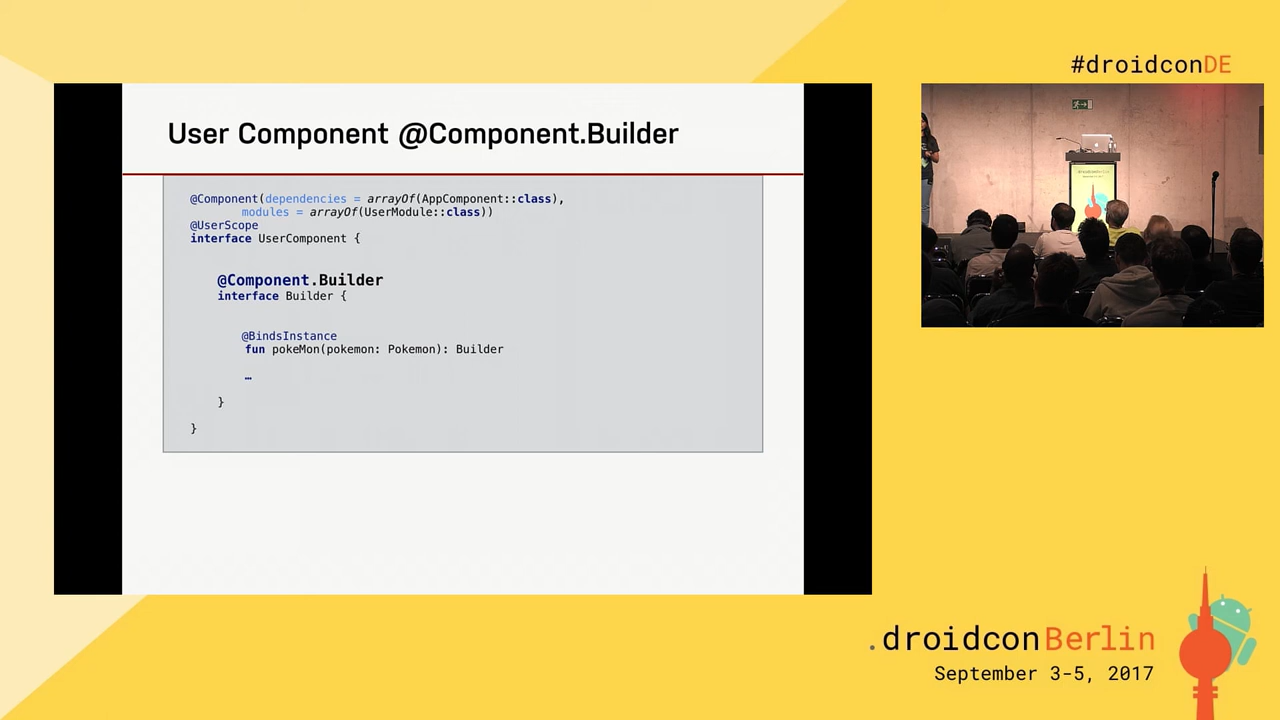 #droidconDE
User Component @Component.Builder
@Component(dependencies = arrayOf(AppComponent::class),
modules = arrayOf(UserModule::class))
@UserScope
interface UserComponent {
@Component.Builder
interface Builder {
@BindsInstance
fun pokeMon(pokemon: Pokemon): Builder
…
}
}
.droidconBerlin
September 3-5, 2017